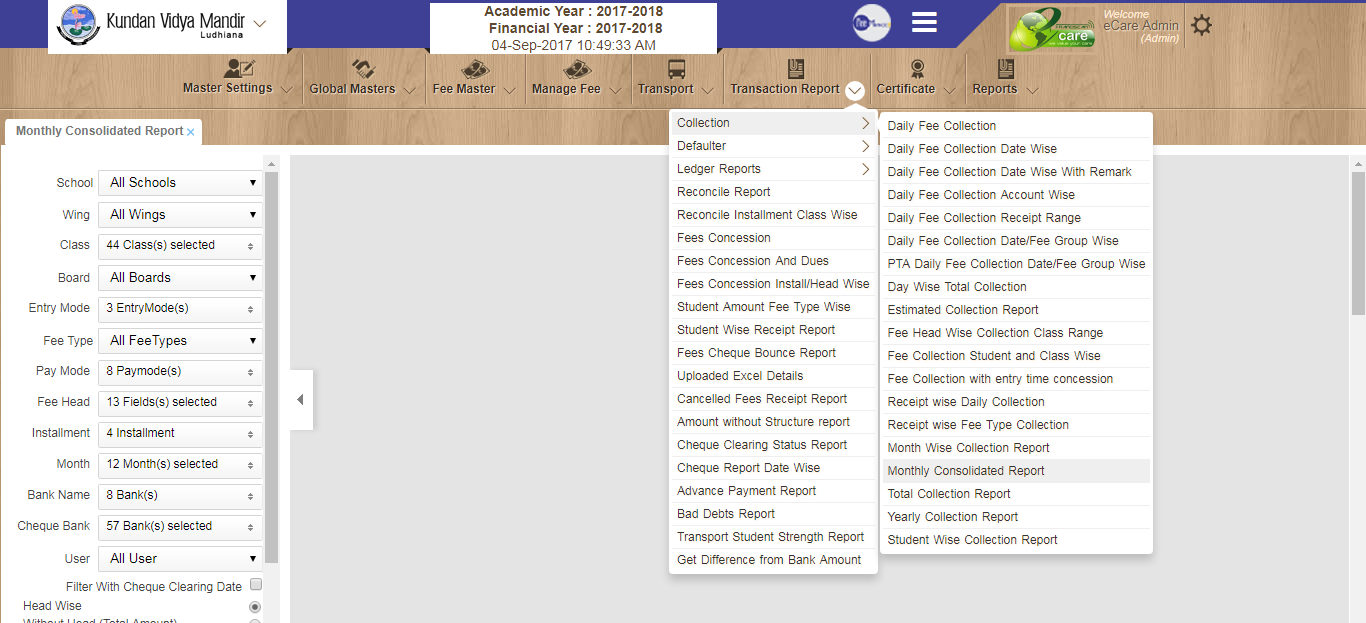 Kundan Vidya Mandir
Ludhiana
Academic Year : 2017-2018
Financial Year : 2017-2018
04-Sep-2017 10:49:33 AM
care
Welcome
eCare Admin
(Admin)
Master Settings
Global Masters
Fee Master
Manage Fee
Transport
Transaction Report
Certificate
Reports
Monthly Consolidated Report ×
School All Schools
Wing All Wings
Class 44 Class(s) selected
Board All Boards
Entry Mode 3 EntryMode(s)
Fee Type All FeeTypes
Pay Mode 8 Paymode(s)
Fee Head 13 Fields(s) selected
Installment 4 Installment
Month 12 Month(s) selected
Bank Name 8 Bank(s)
Cheque Bank 57 Bank(s) selected
User All User
Filter With Cheque Clearing Date
Head Wise
Without Head (Total Amount)
Collection
Defaulter
Ledger Reports
Reconcile Report
Reconcile Installment Class Wise
Fees Concession
Fees Concession And Dues
Fees Concession Install/Head Wise
Student Amount Fee Type Wise
Student Wise Receipt Report
Fees Cheque Bounce Report
Uploaded Excel Details
Cancelled Fees Receipt Report
Amount without Structure report
Cheque Clearing Status Report
Cheque Report Date Wise
Advance Payment Report
Bad Debts Report
Transport Student Strength Report
Get Difference from Bank Amount
Daily Fee Collection
Daily Fee Collection Date Wise
Daily Fee Collection Date Wise With Remark
Daily Fee Collection Account Wise
Daily Fee Collection Receipt Range
Daily Fee Collection Date/Fee Group Wise
PTA Daily Fee Collection Date/Fee Group Wise
Day Wise Total Collection
Estimated Collection Report
Fee Head Wise Collection Class Range
Fee Collection Student and Class Wise
Fee Collection with entry time concession
Receipt wise Daily Collection
Receipt wise Fee Type Collection
Month Wise Collection Report
Monthly Consolidated Report
Total Collection Report
Yearly Collection Report
Student Wise Collection Report